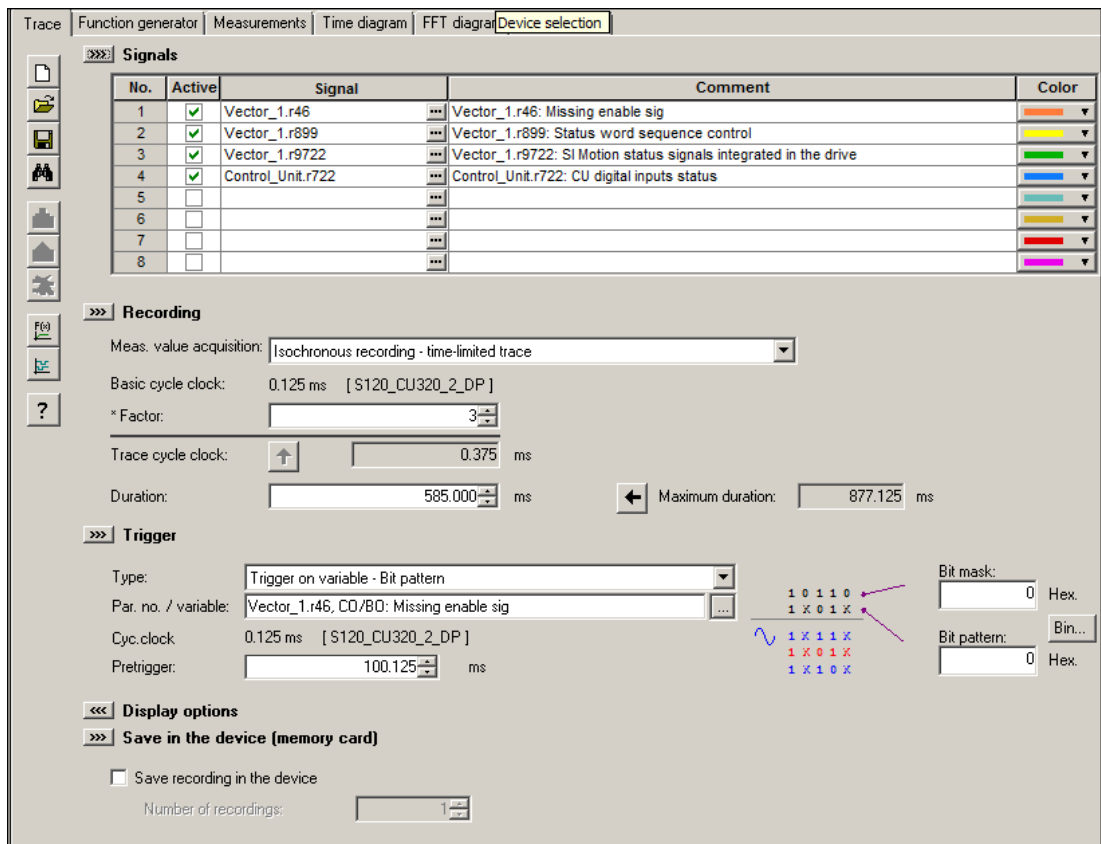 Trace Function generator Measurements Time diagram FFT diagra Device selection
>>> Signals
No. Active Signal Comment Color
1 Vector_1.r46 ... Vector_1.r46: Missing enable sig
2 Vector_1.r899 ... Vector_1.r899: Status word sequence control
3 Vector_1.r9722 ... Vector_1.r9722: SI Motion status signals integrated in the drive
4 Control_Unit.r722 ... Control_Unit.r722: CU digital inputs status
5 ...
6 ...
7 ...
8 ...
>>> Recording
F(x)
Meas. value acquisition: Isochronous recording - time-limited trace
Basic cycle clock: 0.125 ms [ S120_CU320_2_DP ]
?
* Factor: 3
Trace cycle clock: 0.375 ms
Duration: 585.000 ms Maximum duration: 877.125 ms
>>> Trigger
Type: Trigger on variable - Bit pattern
Bit mask:
1 0 1 1 0
0 Hex.
Par. no. / variable: Vector_1.r46, CO/BO: Missing enable sig ...
1 X 0 1 X
Cyc.clock 0.125 ms [ S120_CU320_2_DP ]
1 X 1 1 X
Bit pattern: Bin...
1 X 0 1 X
Pretrigger: 100.125 ms
0 Hex.
1 X 1 0 X
<<< Display options
>>> Save in the device (memory card)
Save recording in the device
Number of recordings: 1